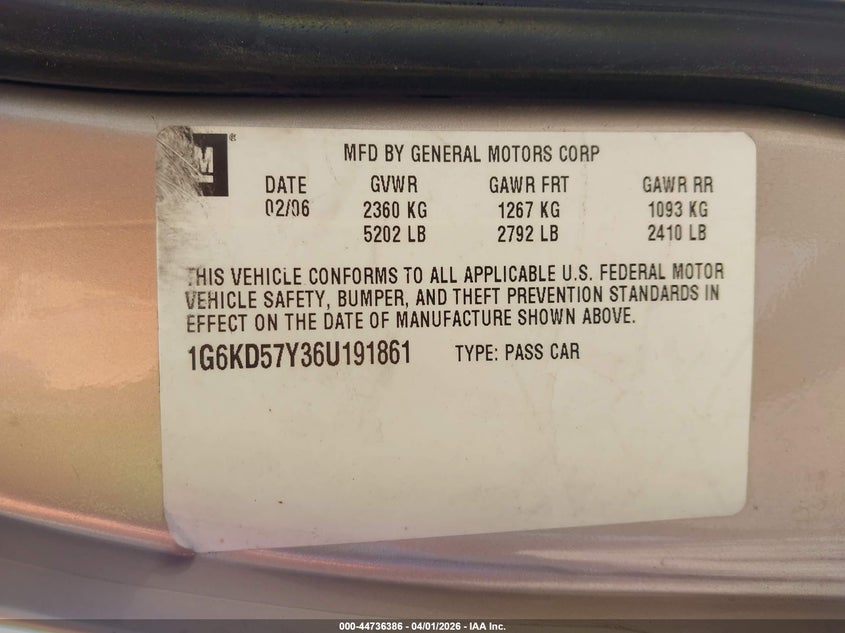 M®
MFD BY GENERAL MOTORS CORP
DATE GVWR GAWR FRT GAWR RR
02/06 2360 KG 1267 KG 1093 KG
5202 LB 2792 LB 2410 LB
THIS VEHICLE CONFORMS TO ALL APPLICABLE U.S. FEDERAL MOTOR
VEHICLE SAFETY, BUMPER, AND THEFT PREVENTION STANDARDS IN
EFFECT ON THE DATE OF MANUFACTURE SHOWN ABOVE.
1G6KD57Y36U191861 TYPE: PASS CAR
000-44736386 - 04/01/2026 - IAA Inc.